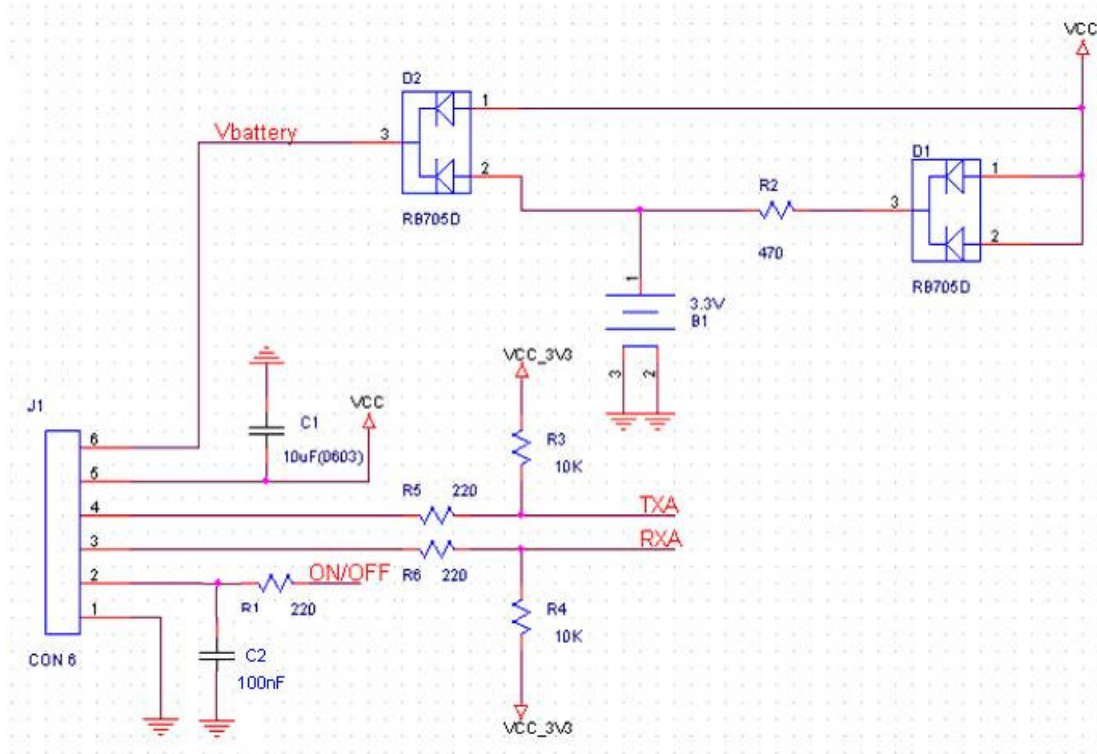 VCC
D2
1
Vbattery
3
2
RB705D
D1
1
R2
3
2
470
RB705D
1
3.3V
B1
3
2
VCC_3V3
J1
VCC
C1
10uF(0603)
R3
10K
6
5
4
3
2
1
R5
220
TXA
RXA
R6
220
ON/OFF
R1
220
R4
10K
CON 6
C2
100nF
VCC_3V3